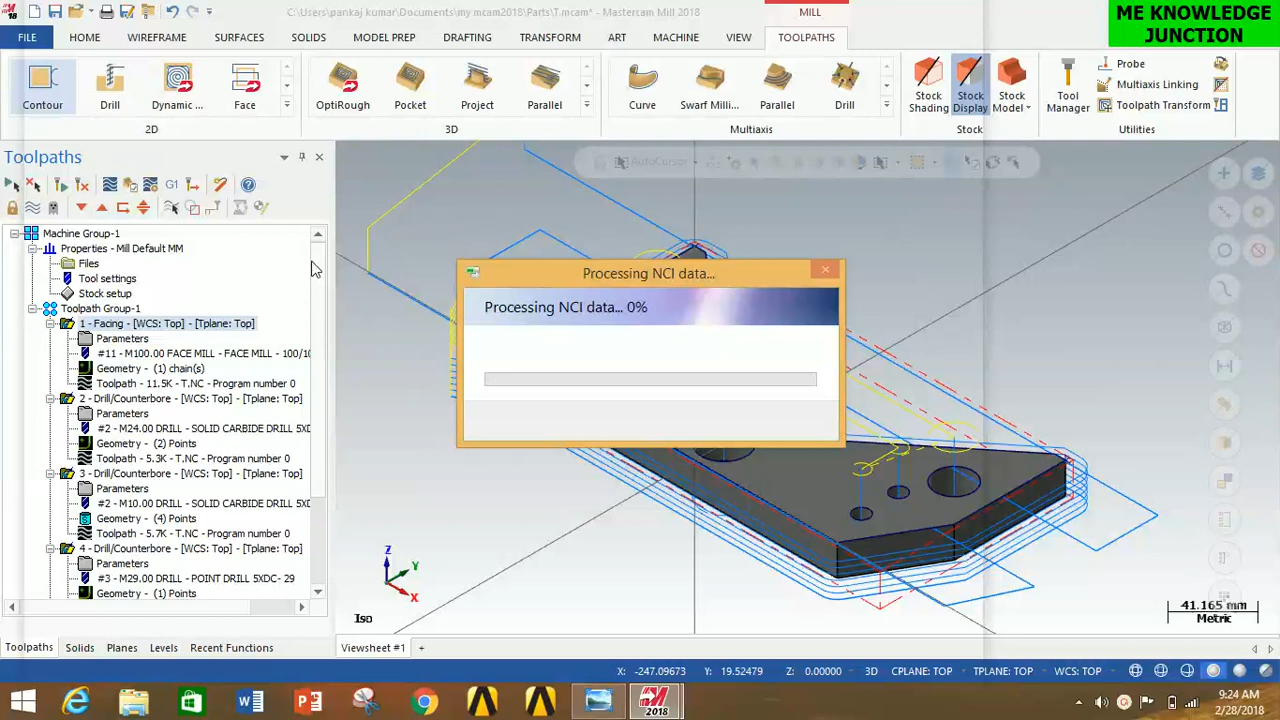 C:\Users\pankaj kumar\Documents\my mcam2018\Parts\T.mcam* - Mastercam Mill 2018
MILL
ME KNOWLEDGE
JUNCTION
FILE
HOME
WIREFRAME
SURFACES
SOLIDS
MODEL PREP
DRAFTING
TRANSFORM
ART
MACHINE
VIEW
TOOLPATHS
Contour
Drill
Dynamic ...
Face
OptiRough
Pocket
Project
Parallel
Curve
Swarf Milli...
Parallel
Drill
Stock
Shading
Stock
Display
Stock
Model
Tool
Manager
Probe
Multiaxis Linking
Toolpath Transform
2D
3D
Multiaxis
Stock
Utilities
Toolpaths
G1
AutoCursor
Machine Group-1
Properties - Mill Default MM
Files
Tool settings
Stock setup
Toolpath Group-1
1 - Facing - [WCS: Top] - [Tplane: Top]
Parameters
#11 - M100.00 FACE MILL - FACE MILL - 100/10
Geometry - (1) chain(s)
Toolpath - 11.5K - T.NC - Program number 0
2 - Drill/Counterbore - [WCS: Top] - [Tplane: Top]
Parameters
#2 - M24.00 DRILL - SOLID CARBIDE DRILL 5XD
Geometry - (2) Points
Toolpath - 5.3K - T.NC - Program number 0
3 - Drill/Counterbore - [WCS: Top] - [Tplane: Top]
Parameters
#2 - M10.00 DRILL - SOLID CARBIDE DRILL 5XD
Geometry - (4) Points
Toolpath - 5.7K - T.NC - Program number 0
4 - Drill/Counterbore - [WCS: Top] - [Tplane: Top]
Parameters
#3 - M29.00 DRILL - POINT DRILL 5XDC- 29
Geometry - (1) Points
Processing NCI data...
Processing NCI data... 0%
Z
Y
X
Iso
41.165 mm
Metric
Toolpaths
Solids
Planes
Levels
Recent Functions
Viewsheet #1
+
X: -247.09673
Y: 19.52479
Z: 0.00000
3D
CPLANE: TOP
TPLANE: TOP
WCS: TOP
2018
9:24 AM
2/28/2018